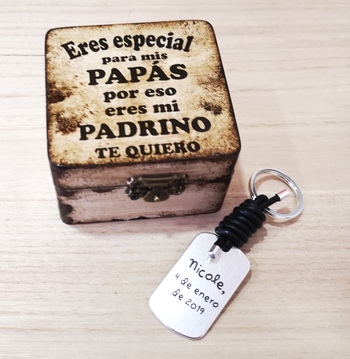 Eres especial
para mis
PAPÁS
por eso
eres mi
PADRINO
TE QUIERO
Nicole,
4 de enero
de 2019